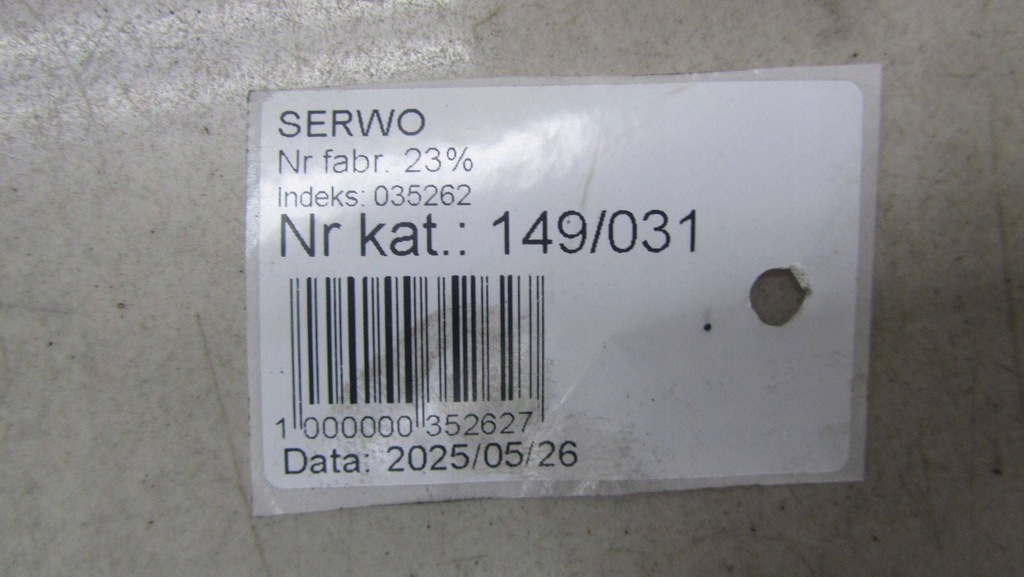 SERWO
Nr fabr. 23%
Indeks: 035262
Nr kat.: 149/031
1 000000 352627
Data: 2025/05/26